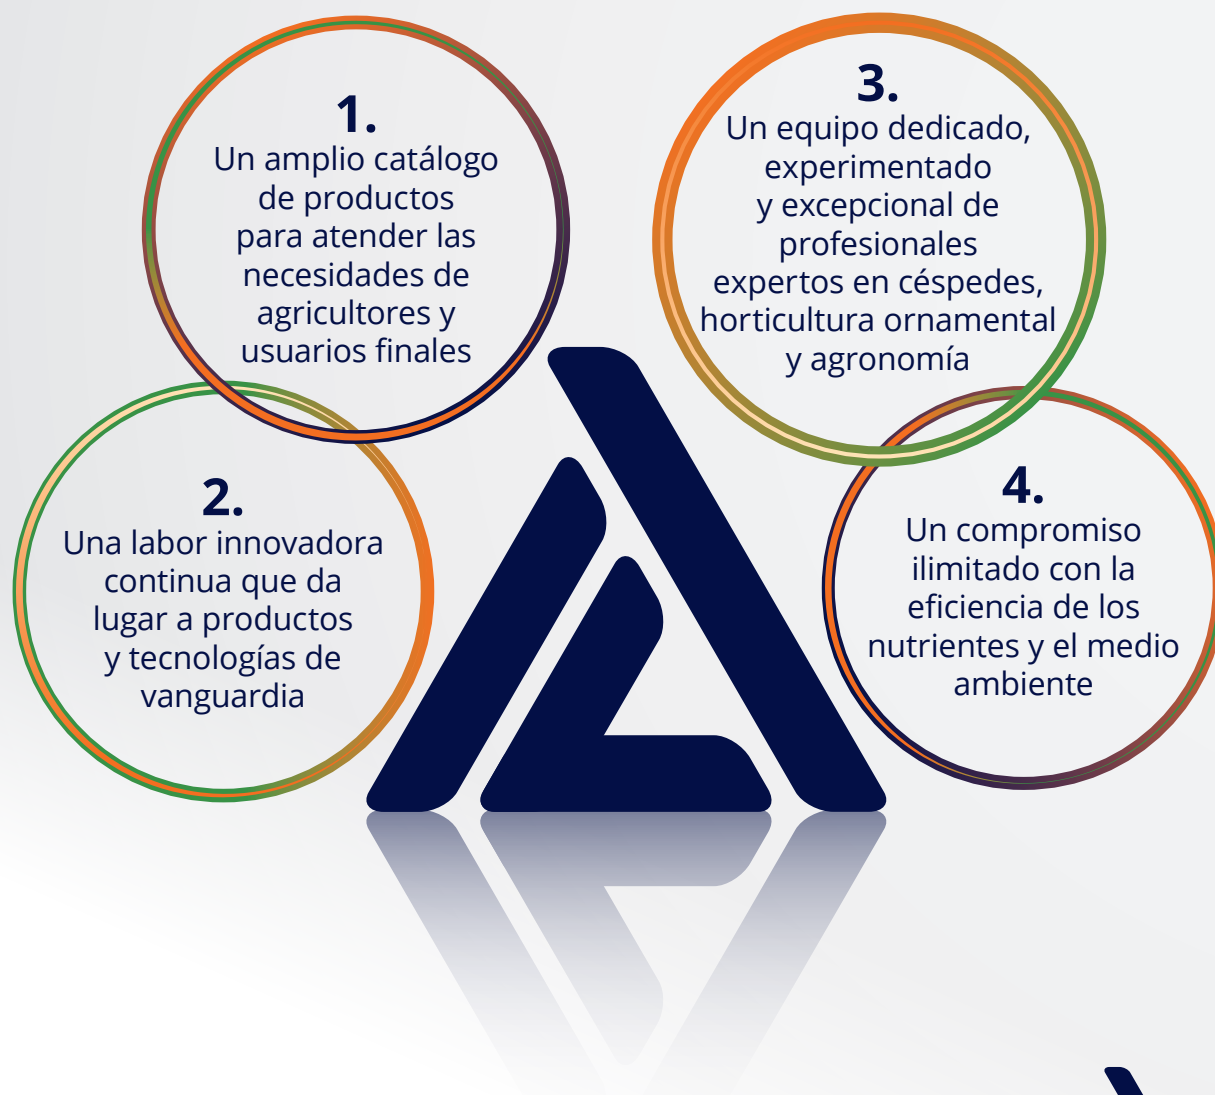 1.
Un amplio catálogo
de productos
para atender las
necesidades de
agricultores y
usuarios finales
2.
Una labor innovadora
continua que da
lugar a productos
y tecnologías de
vanguardia
3.
Un equipo dedicado,
experimentado
y excepcional de
profesionales
expertos en céspedes,
horticultura ornamental
y agronomía
4.
Un compromiso
ilimitado con la
eficiencia de los
nutrientes y el medio
ambiente